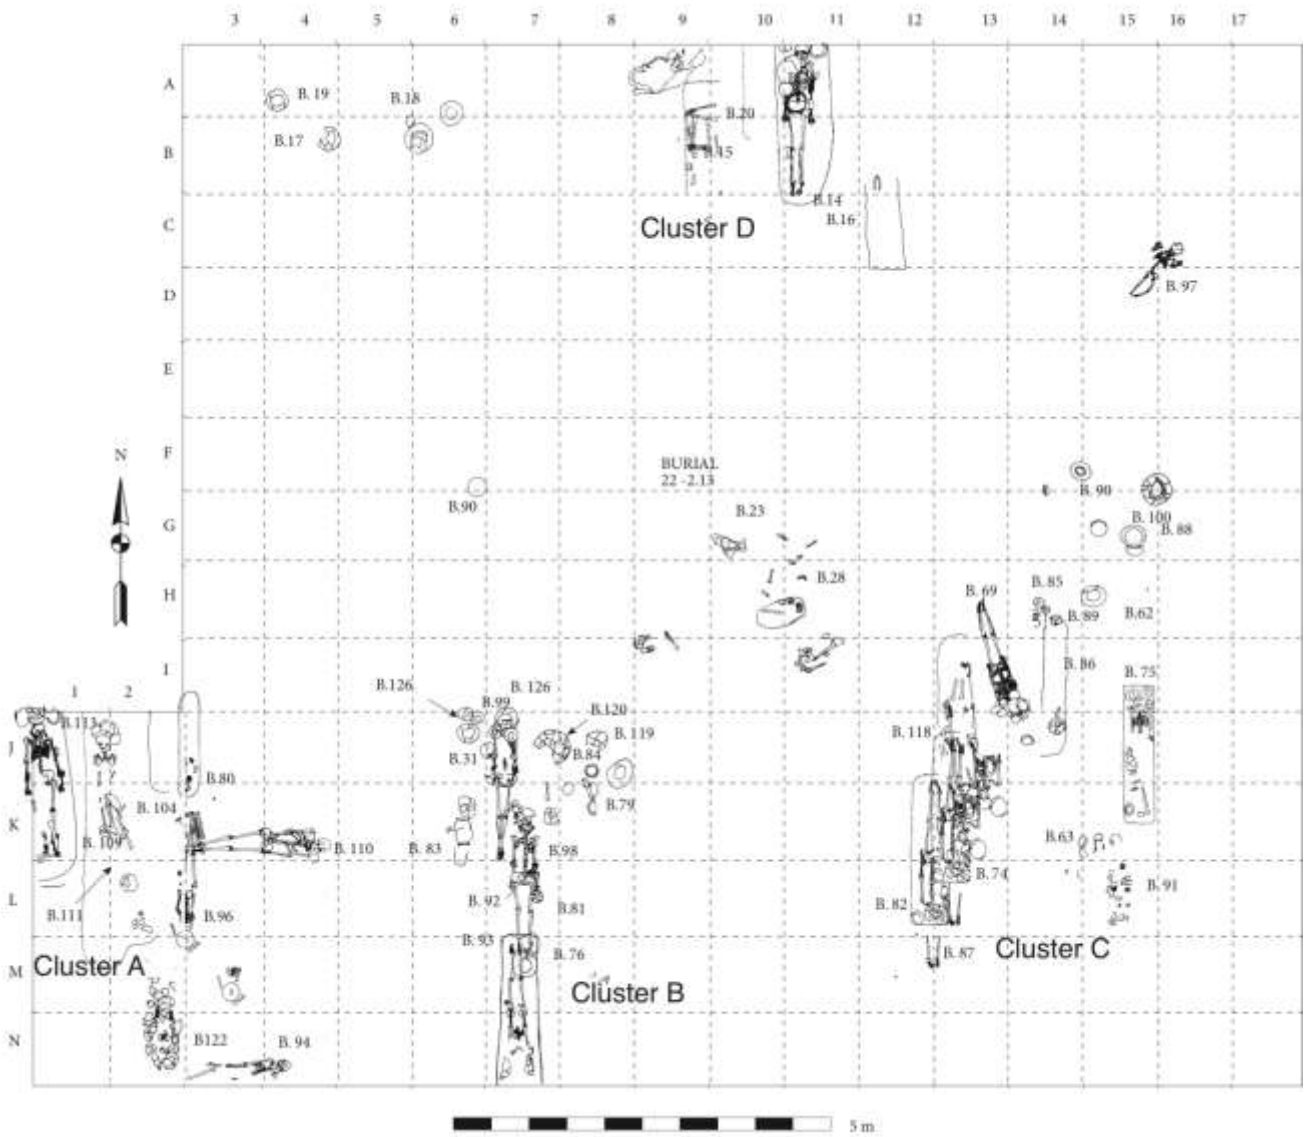 3 4 5 6 7 8 9 10 11 12 13 14 15 16 17
A
B. 19
B.18
B.20
B.17
B
B.15
B.14
B.16
C
Cluster D
D
B. 97
E
F
N
BURIAL
22 -2.13
B.90
B. 90
B.23
B. 100
G
B. 88
B.28
B. 85
H
B. 69
B.89
B.62
I
B. 86
B. 75
1 2
B.126
B. 126
B.99
B.120
B.113
B.119
B.118
J
B.31
B.84
B.80
B.104
B.79
K
B. 109
B.110
B. 83
B.98
B.63
B.74
B. 91
L
B.111
B.96
B. 92
B.81
B. 82
B. 93
B. 76
B. 87
Cluster C
Cluster A
M
Cluster B
N
B122
B. 94
5 m